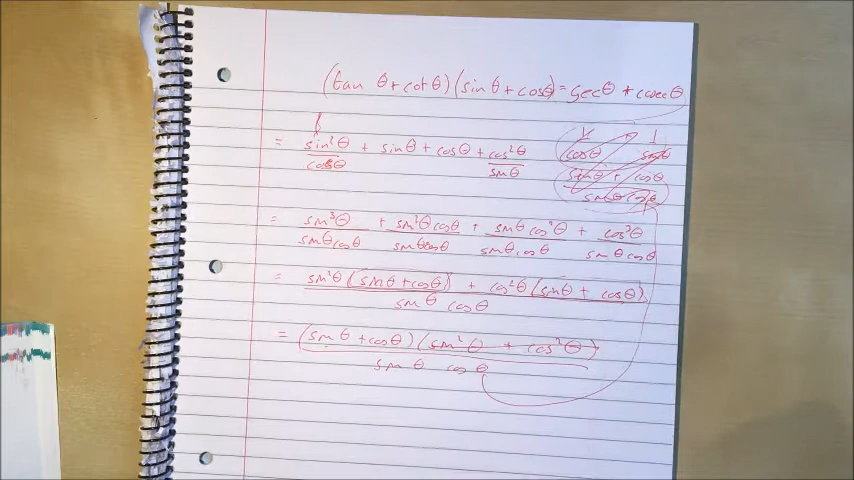 (tan θ + cot θ)(sin θ + cos θ) = sec θ + cosec θ
= sin²θ/cos θ + sin θ + cos θ + cos²θ/sin θ
1/cos θ 1/sin θ
sin θ + cos θ / sin θ cos θ
= sin³θ/sin θ cos θ + sin²θ cos θ/sin θ cos θ + sin θ cos²θ/sin θ cos θ + cos³θ/sin θ cos θ
= sin²θ (sin θ + cos θ) + cos²θ (sin θ + cos θ)
sin θ cos θ
= (sin θ + cos θ)(sin²θ + cos²θ)
sin θ cos θ